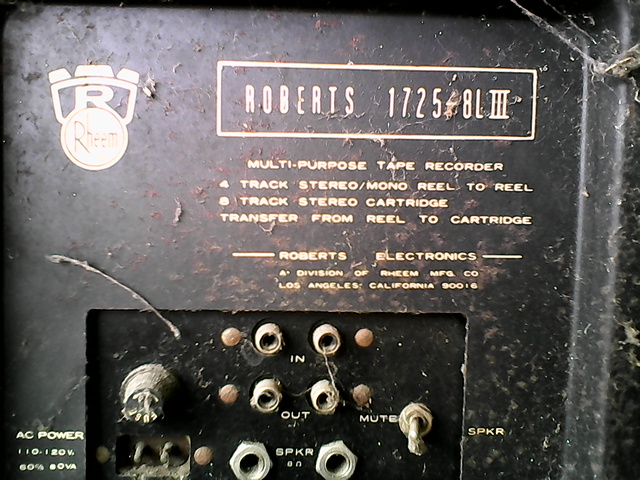 R
Rheem
ROBERTS 1725-8L III
MULTI-PURPOSE TAPE RECORDER
4 TRACK STEREO/MONO REEL TO REEL
8 TRACK STEREO CARTRIDGE
TRANSFER FROM REEL TO CARTRIDGE
ROBERTS ELECTRONICS
A DIVISION OF RHEEM MFG. CO
LOS ANGELES, CALIFORNIA 90016
IN
OUT
MUTE
SPKR
SPKR
8Ω
AC POWER
110-120V.
60~ 80VA